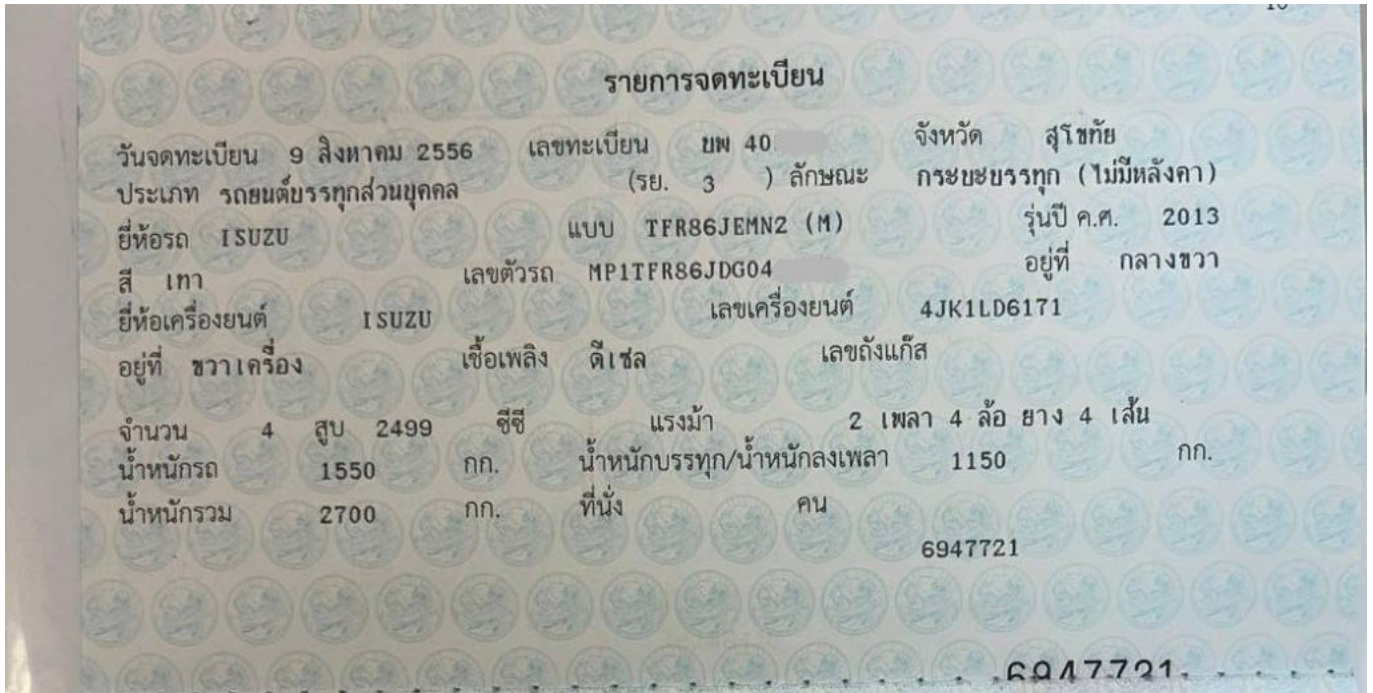 รายการจดทะเบียน
วันจดทะเบียน 9 สิงหาคม 2556 เลขทะเบียน บพ 40 จังหวัด สุโขทัย
ประเภท รถยนต์บรรทุกส่วนบุคคล (รย. 3 ) ลักษณะ กระบะบรรทุก (ไม่มีหลังคา)
ยี่ห้อรถ ISUZU แบบ TFR86JEMN2 (M) รุ่นปี ค.ศ. 2013
สี เทา เลขตัวรถ MP1TFR86JDG04 อยู่ที่ กลางขวา
ยี่ห้อเครื่องยนต์ ISUZU เลขเครื่องยนต์ 4JK1LD6171
อยู่ที่ ขวาเครื่อง เชื้อเพลิง ดีเซล เลขถังแก๊ส
จำนวน 4 สูบ 2499 ซีซี แรงม้า 2 เพลา 4 ล้อ ยาง 4 เส้น
น้ำหนักรถ 1550 กก. น้ำหนักบรรทุก/น้ำหนักลงเพลา 1150 กก.
น้ำหนักรวม 2700 กก. ที่นั่ง คน
6947721
6947721